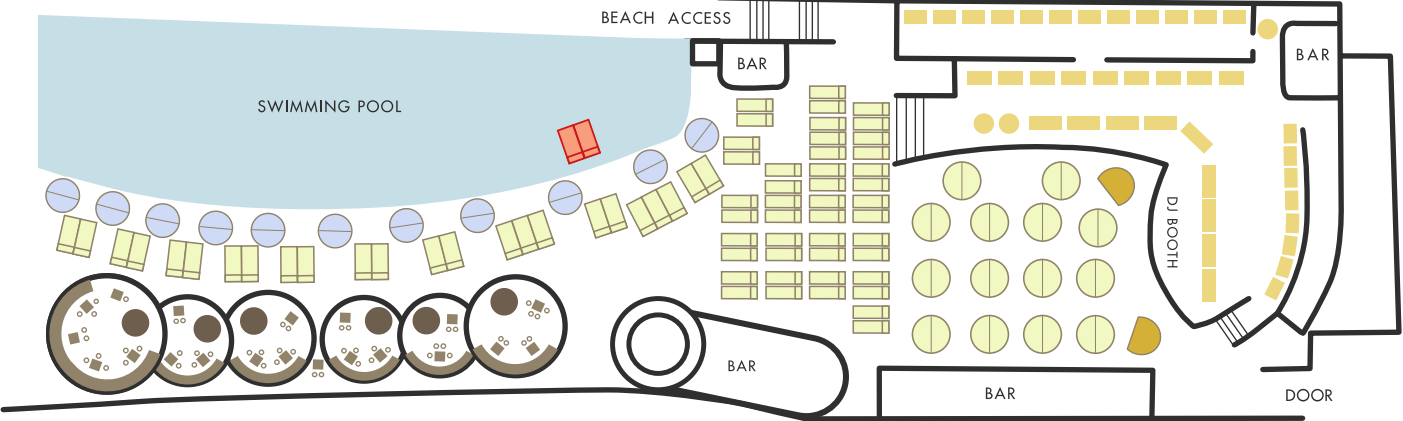 BEACH ACCESS
BAR
BAR
SWIMMING POOL
DJ BOOTH
BAR
BAR
DOOR